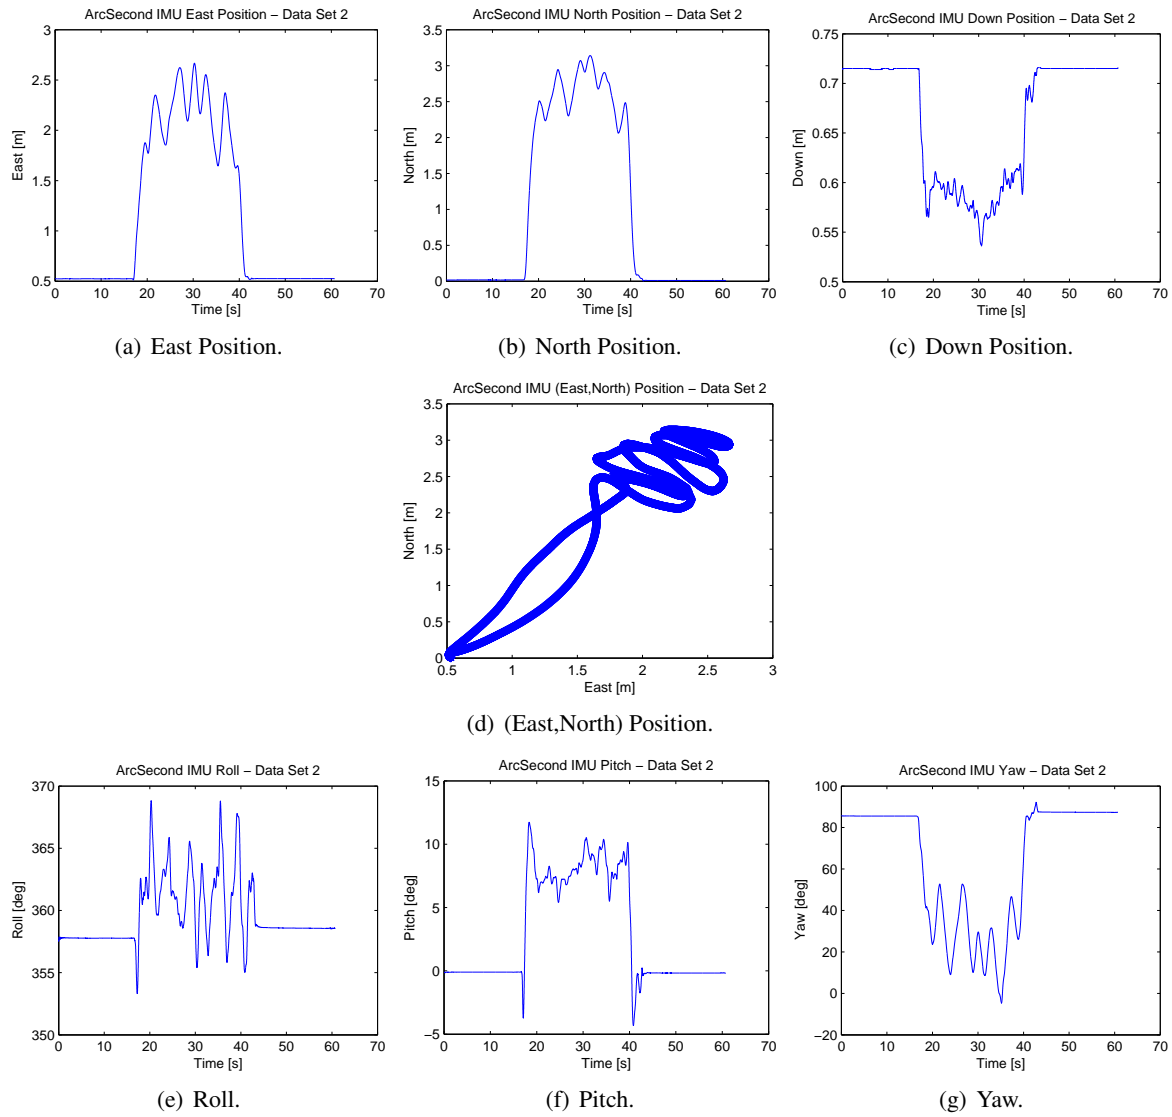 ArcSecond IMU East Position − Data Set 2
3
2.5
2
1.5
1
0.5
East [m]
0 10 20 30 40 50 60 70
Time [s]
(a) East Position.
ArcSecond IMU North Position − Data Set 2
3.5
3
2.5
2
1.5
1
0.5
0
North [m]
0 10 20 30 40 50 60 70
Time [s]
(b) North Position.
ArcSecond IMU Down Position − Data Set 2
0.75
0.7
0.65
0.6
0.55
0.5
Down [m]
0 10 20 30 40 50 60 70
Time [s]
(c) Down Position.
ArcSecond IMU (East,North) Position − Data Set 2
3.5
3
2.5
2
1.5
1
0.5
0
North [m]
0.5 1 1.5 2 2.5 3
East [m]
(d) (East,North) Position.
ArcSecond IMU Roll − Data Set 2
370
365
360
355
350
Roll [deg]
0 10 20 30 40 50 60 70
Time [s]
(e) Roll.
ArcSecond IMU Pitch − Data Set 2
15
10
5
0
−5
Pitch [deg]
0 10 20 30 40 50 60 70
Time [s]
(f) Pitch.
ArcSecond IMU Yaw − Data Set 2
100
80
60
40
20
0
−20
Yaw [deg]
0 10 20 30 40 50 60 70
Time [s]
(g) Yaw.